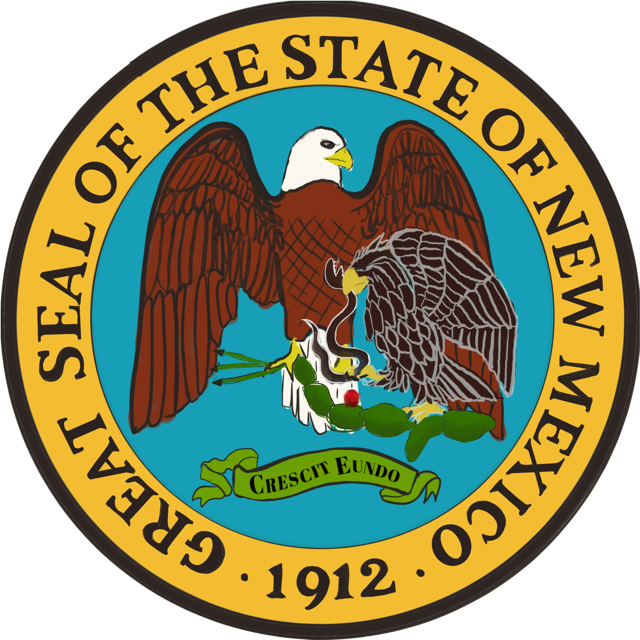 GREAT SEAL OF THE STATE OF NEW MEXICO
· 1912 ·
CRESCIT EUNDO